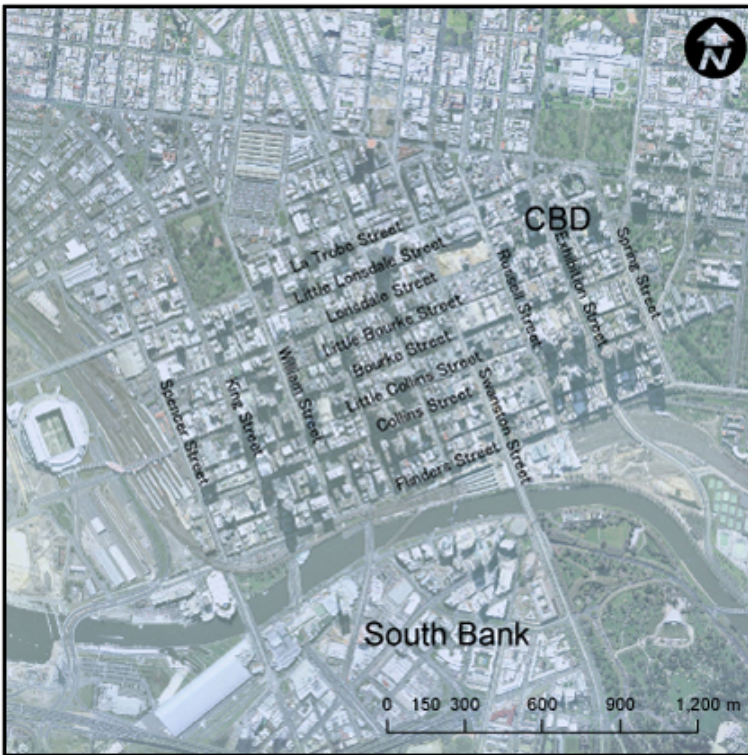 N
CBD
La Trobe Street
Little Lonsdale Street
Lonsdale Street
Little Bourke Street
Bourke Street
Little Collins Street
Collins Street
Flinders Street
Spencer Street
King Street
William Street
Swanston Street
Russell Street
Exhibition Street
Spring Street
South Bank
0 150 300 600 900 1,200 m